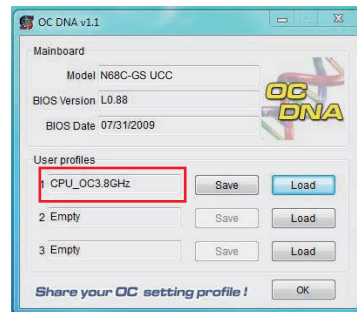 OC DNA v1.1
Mainboard
Model N68C-GS UCC
BIOS Version L0.88
BIOS Date 07/31/2009
OC
DNA
User profiles
1 CPU_OC3.8GHz Save Load
2 Empty Save Load
3 Empty Save Load
Share your OC setting profile! OK